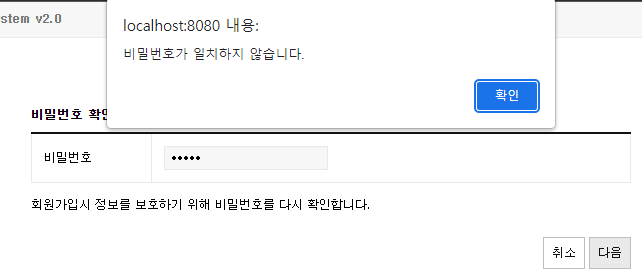 stem v2.0
localhost:8080 내용:
비밀번호가 일치하지 않습니다.
확인
비밀번호 확인
비밀번호 •••••
회원가입시 정보를 보호하기 위해 비밀번호를 다시 확인합니다.
취소 다음